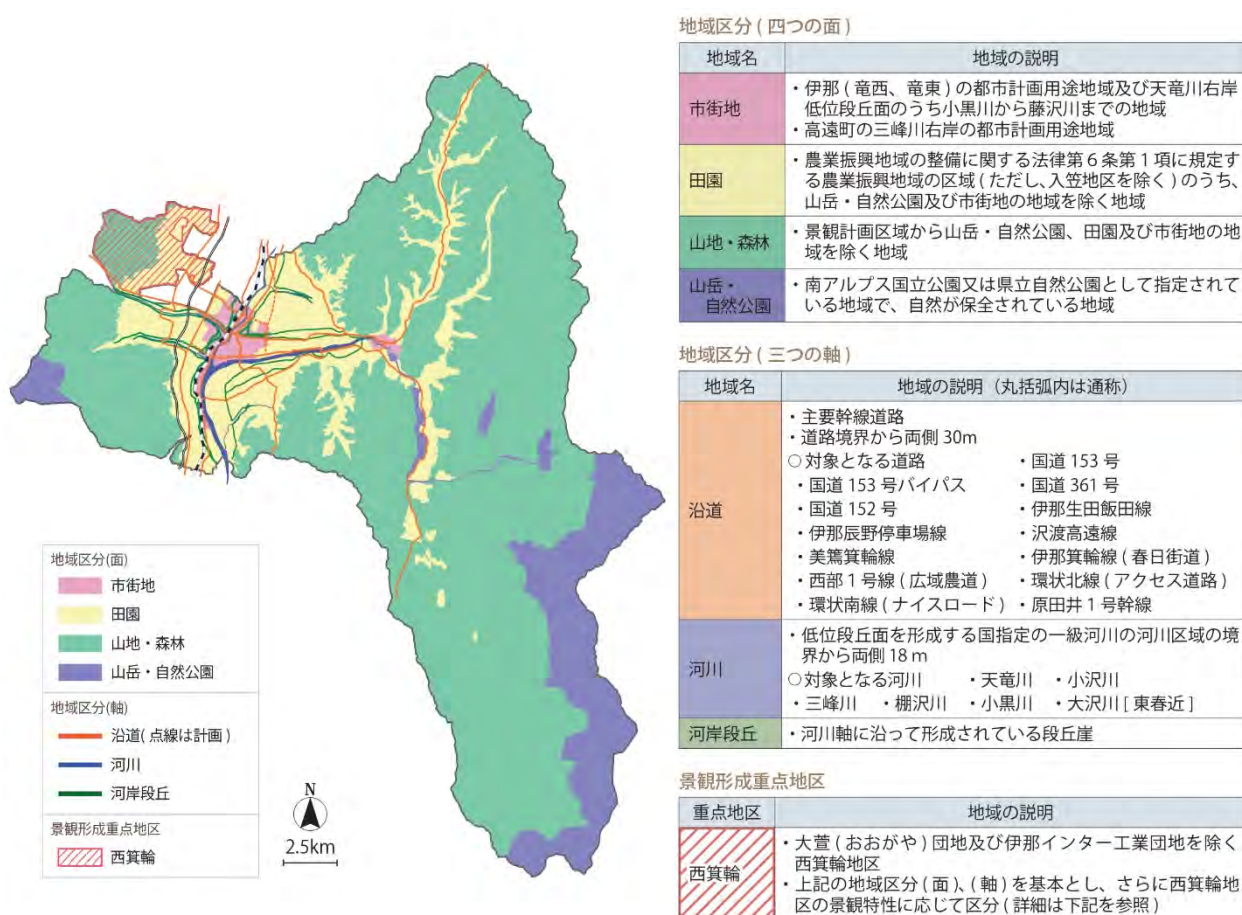 地域区分(面)
市街地
田園
山地・森林
山岳・自然公園
地域区分(軸)
沿道(点線は計画)
河川
河岸段丘
景観形成重点地区
西箕輪
N
2.5km
地域区分(四つの面)
地域名 地域の説明
市街地
・伊那(竜西、竜東)の都市計画用途地域及び天竜川右岸
低位段丘面のうち小黒川から藤沢川までの地域
・高遠町の三峰川右岸の都市計画用途地域
田園
・農業振興地域の整備に関する法律第6条第1項に規定す
る農業振興地域の区域(ただし、入笠地区を除く)のうち、
山岳・自然公園及び市街地の地域を除く地域
山地・森林
・景観計画区域から山岳・自然公園、田園及び市街地の地
域を除く地域
山岳・
自然公園
・南アルプス国立公園又は県立自然公園として指定されて
いる地域で、自然が保全されている地域
地域区分(三つの軸)
地域名 地域の説明(丸括弧内は通称)
沿道
・主要幹線道路
・道路境界から両側30m
○対象となる道路 ・国道153号
・国道153号バイパス ・国道361号
・国道152号 ・伊那生田飯田線
・伊那辰野停車場線 ・沢渡高遠線
・美篶箕輪線 ・伊那箕輪線(春日街道)
・西部1号線(広域農道) ・環状北線(アクセス道路)
・環状南線(ナイスロード) ・原田井1号幹線
河川
・低位段丘面を形成する国指定の一級河川の河川区域の境
界から両側18m
○対象となる河川 ・天竜川 ・小沢川
・三峰川 ・棚沢川 ・小黒川 ・大沢川[東春近]
河岸段丘 ・河川軸に沿って形成されている段丘崖
景観形成重点地区
重点地区 地域の説明
西箕輪
・大萱(おおがや)団地及び伊那インター工業団地を除く
西箕輪地区
・上記の地域区分(面)、(軸)を基本とし、さらに西箕輪地
区の景観特性に応じて区分(詳細は下記を参照)